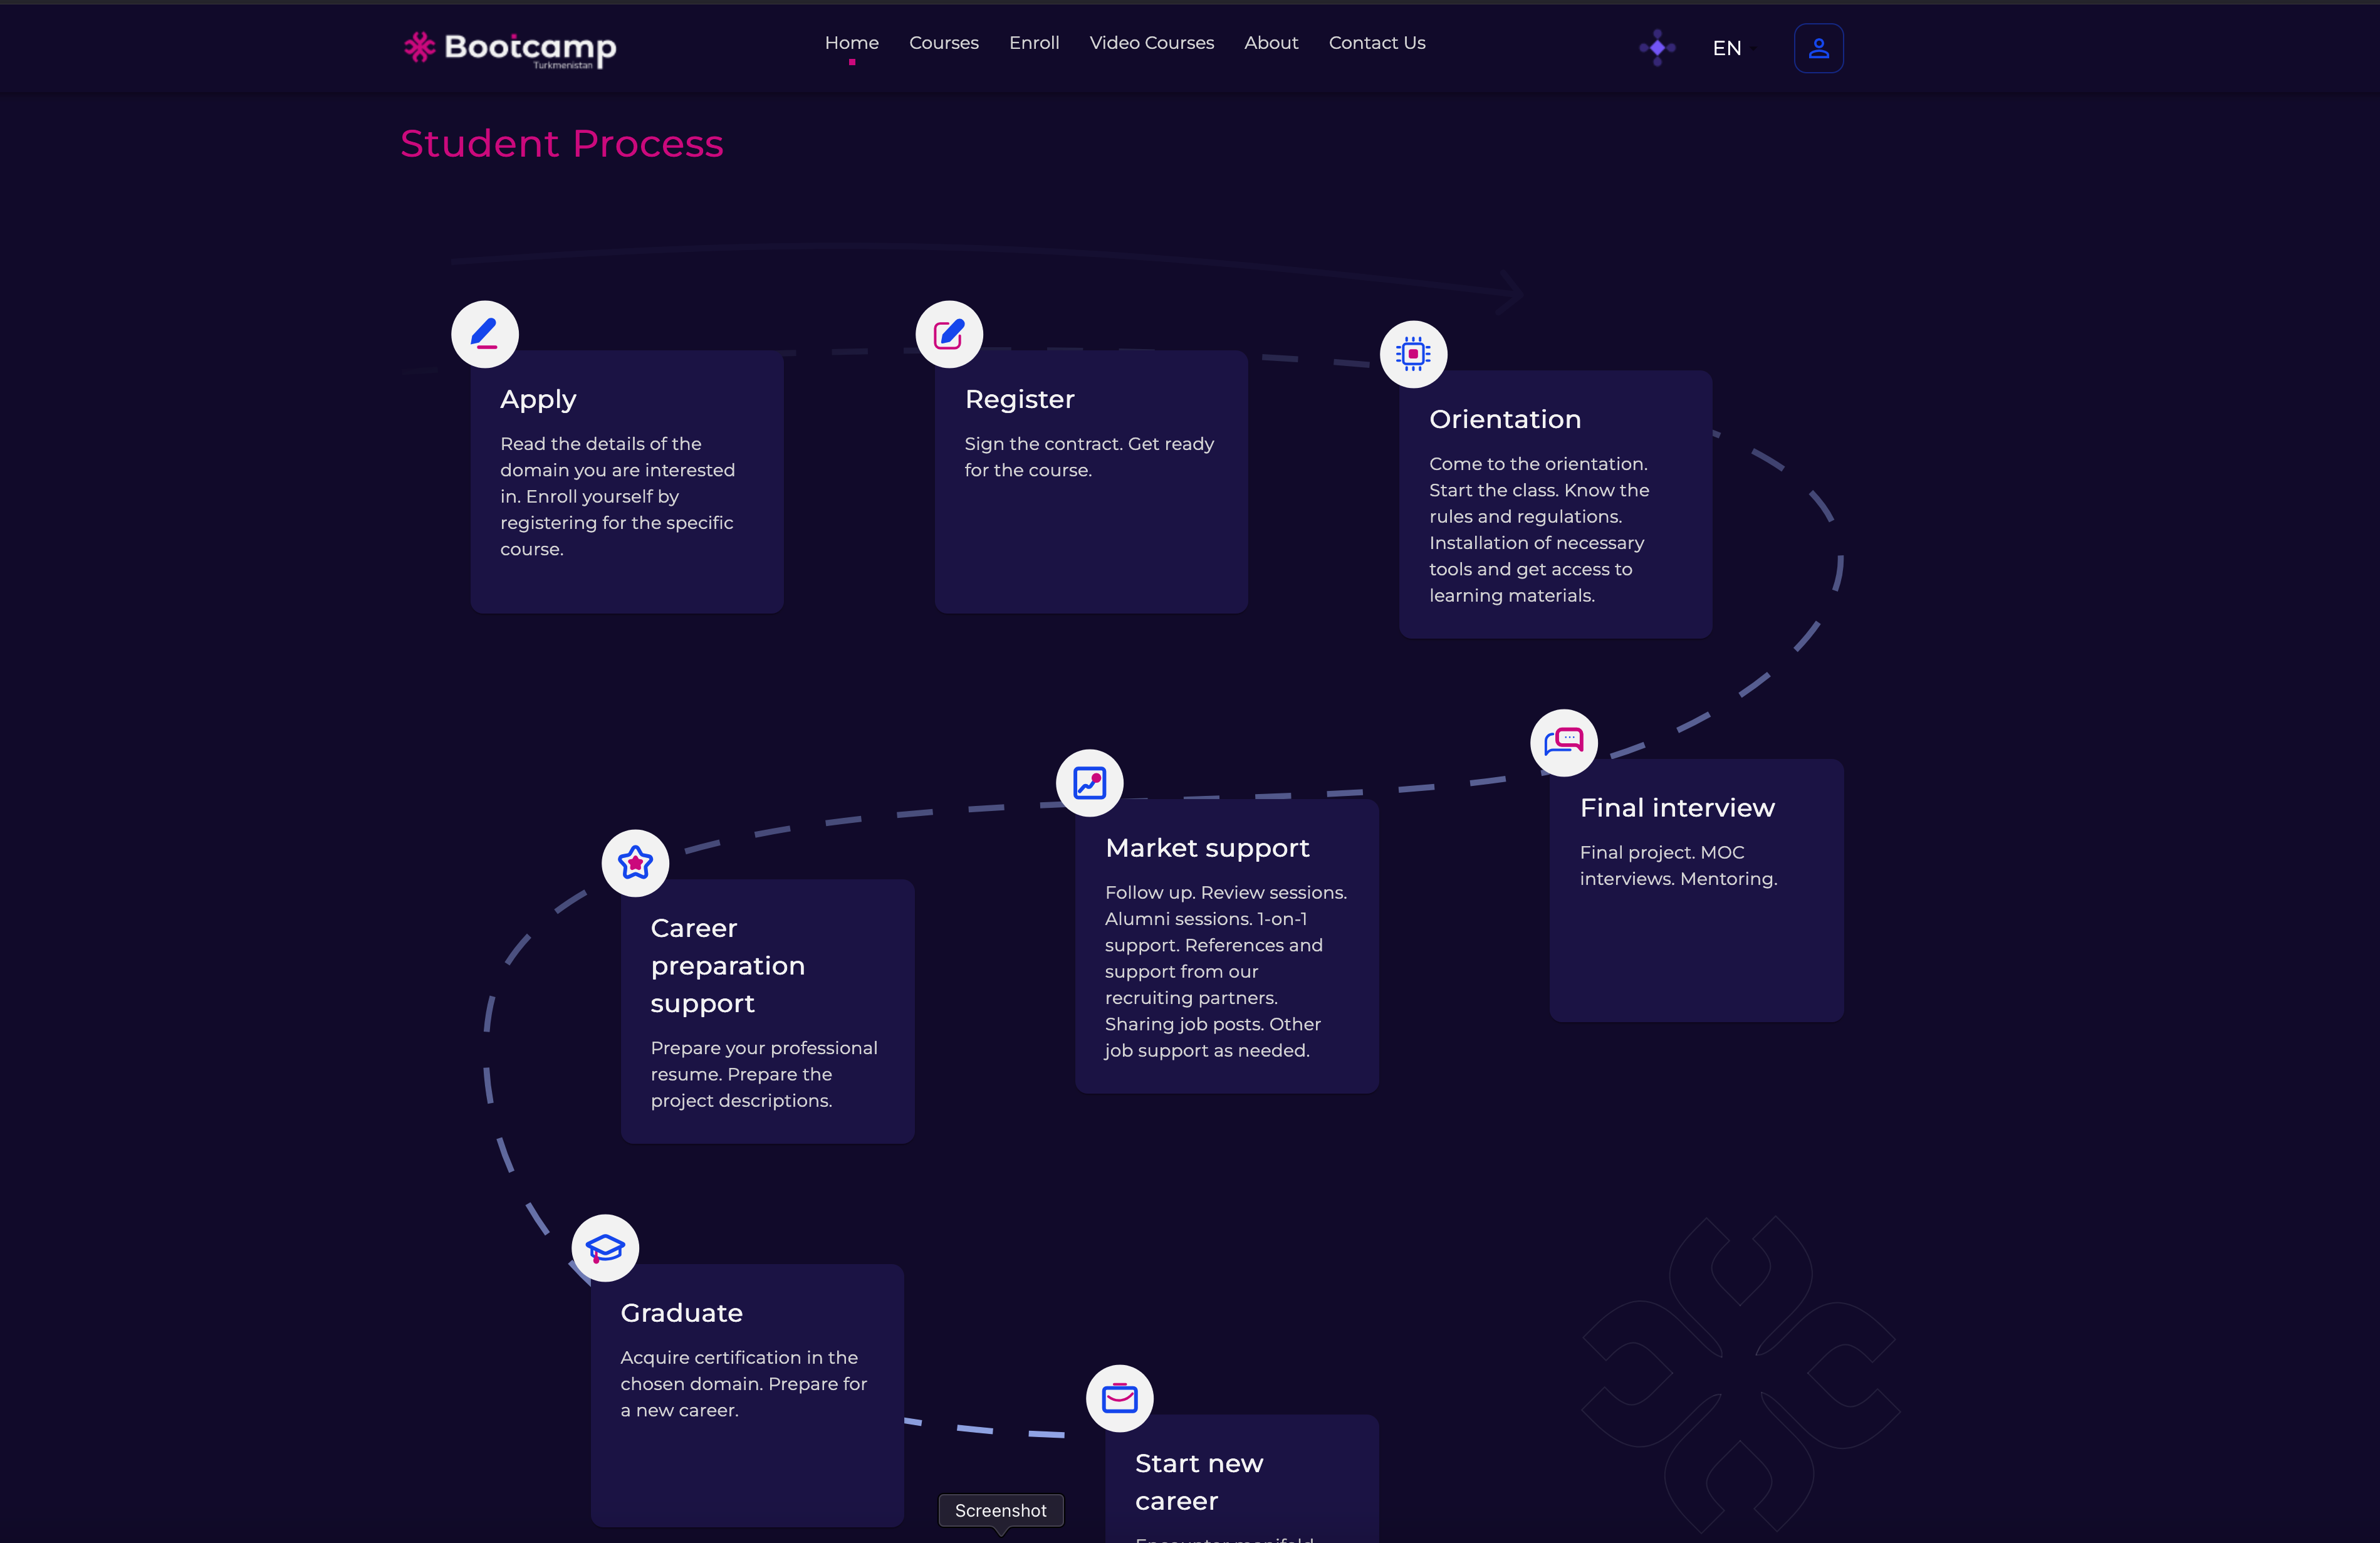 Bootcamp
Turkmenistan
Home
Courses
Enroll
Video Courses
About
Contact Us
EN
Student Process
Apply
Read the details of the
domain you are interested
in. Enroll yourself by
registering for the specific
course.
Register
Sign the contract. Get ready
for the course.
Orientation
Come to the orientation.
Start the class. Know the
rules and regulations.
Installation of necessary
tools and get access to
learning materials.
Final interview
Final project. MOC
interviews. Mentoring.
Market support
Follow up. Review sessions.
Alumni sessions. 1-on-1
support. References and
support from our
recruiting partners.
Sharing job posts. Other
job support as needed.
Career
preparation
support
Prepare your professional
resume. Prepare the
project descriptions.
Graduate
Acquire certification in the
chosen domain. Prepare for
a new career.
Start new
career
Screenshot